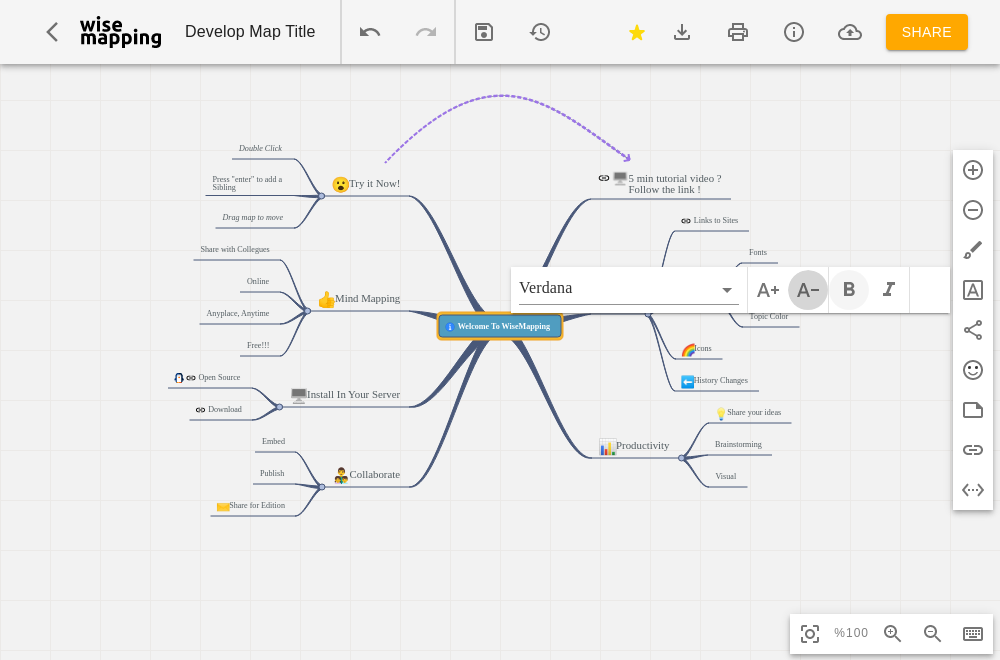 wise
mapping
Develop Map Title
SHARE
Double Click
Press "enter" to add a
Sibling
Drag map to move
Try it Now!
Share with Collegues
Online
Anyplace, Anytime
Free!!!
Mind Mapping
Open Source
Download
Install In Your Server
Embed
Publish
Share for Edition
Collaborate
Welcome To WiseMapping
5 min tutorial video ?
Follow the link !
Links to Sites
Fonts
Verdana
A+
A-
B
I
Topic Color
Icons
History Changes
Productivity
Share your ideas
Brainstorming
Visual
A
%100